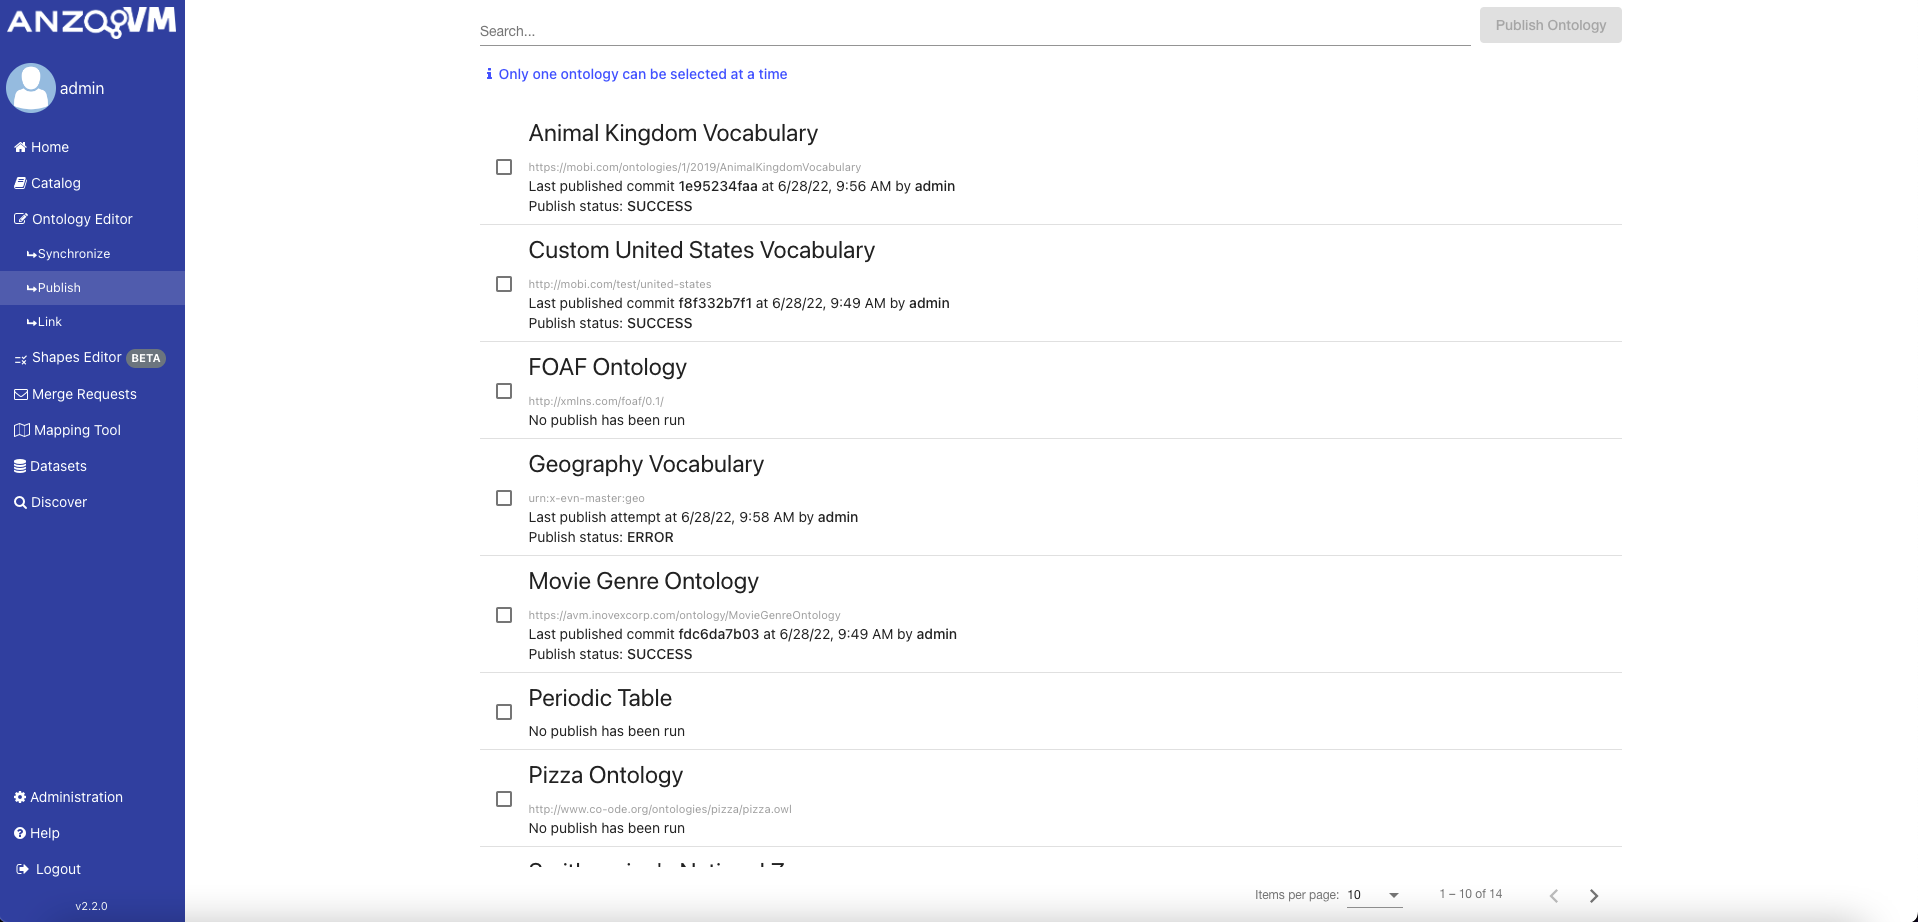 ANZO VM
admin
Home
Catalog
Ontology Editor
Synchronize
Publish
Link
Shapes Editor BETA
Merge Requests
Mapping Tool
Datasets
Discover
Administration
Help
Logout
v2.2.0
Search...
Publish Ontology
Only one ontology can be selected at a time
Animal Kingdom Vocabulary
https://mobi.com/ontologies/1/2019/AnimalKingdomVocabulary
Last published commit 1e95234faa at 6/28/22, 9:56 AM by admin
Publish status: SUCCESS
Custom United States Vocabulary
http://mobi.com/test/united-states
Last published commit f8f332b7f1 at 6/28/22, 9:49 AM by admin
Publish status: SUCCESS
FOAF Ontology
http://xmlns.com/foaf/0.1/
No publish has been run
Geography Vocabulary
urn:x-evn-master:geo
Last publish attempt at 6/28/22, 9:58 AM by admin
Publish status: ERROR
Movie Genre Ontology
https://avm.inovexcorp.com/ontology/MovieGenreOntology
Last published commit fdc6da7b03 at 6/28/22, 9:49 AM by admin
Publish status: SUCCESS
Periodic Table
No publish has been run
Pizza Ontology
http://www.co-ode.org/ontologies/pizza/pizza.owl
No publish has been run
Items per page: 10
1 – 10 of 14